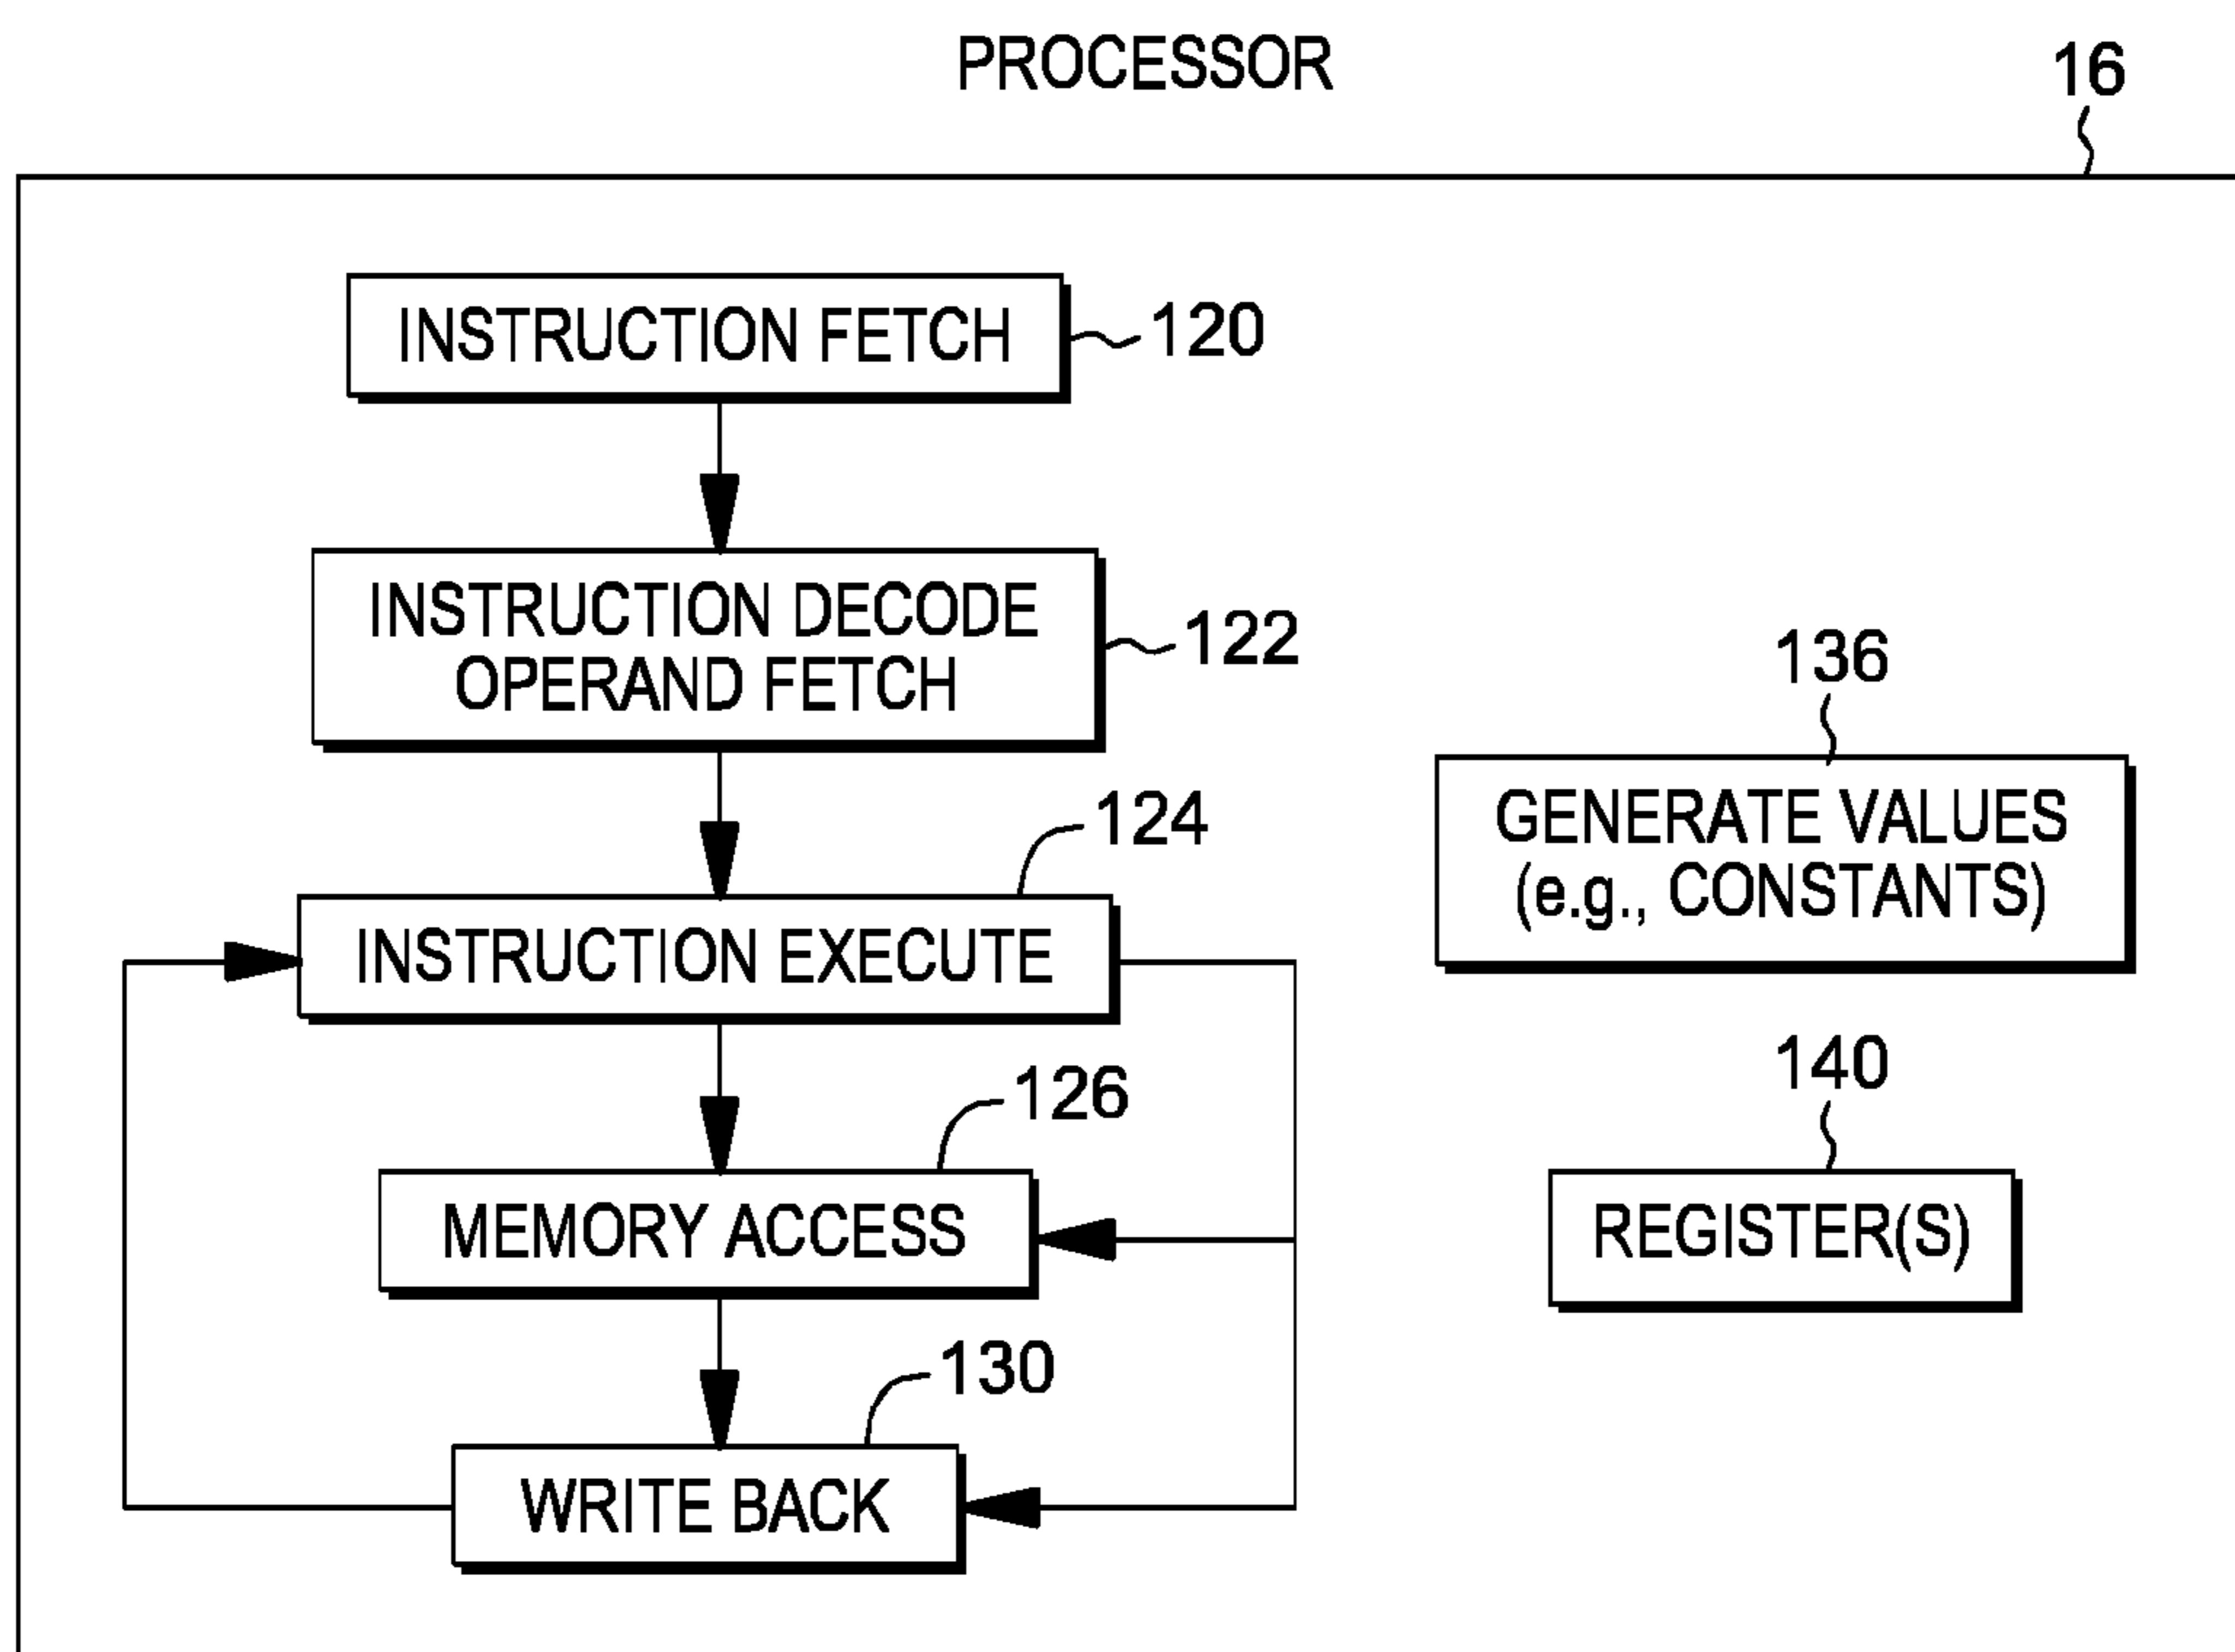 PROCESSOR
16
INSTRUCTION FETCH
120
INSTRUCTION DECODE
OPERAND FETCH
122
124
INSTRUCTION EXECUTE
126
MEMORY ACCESS
130
WRITE BACK
136
GENERATE VALUES
(e.g., CONSTANTS)
140
REGISTER(S)